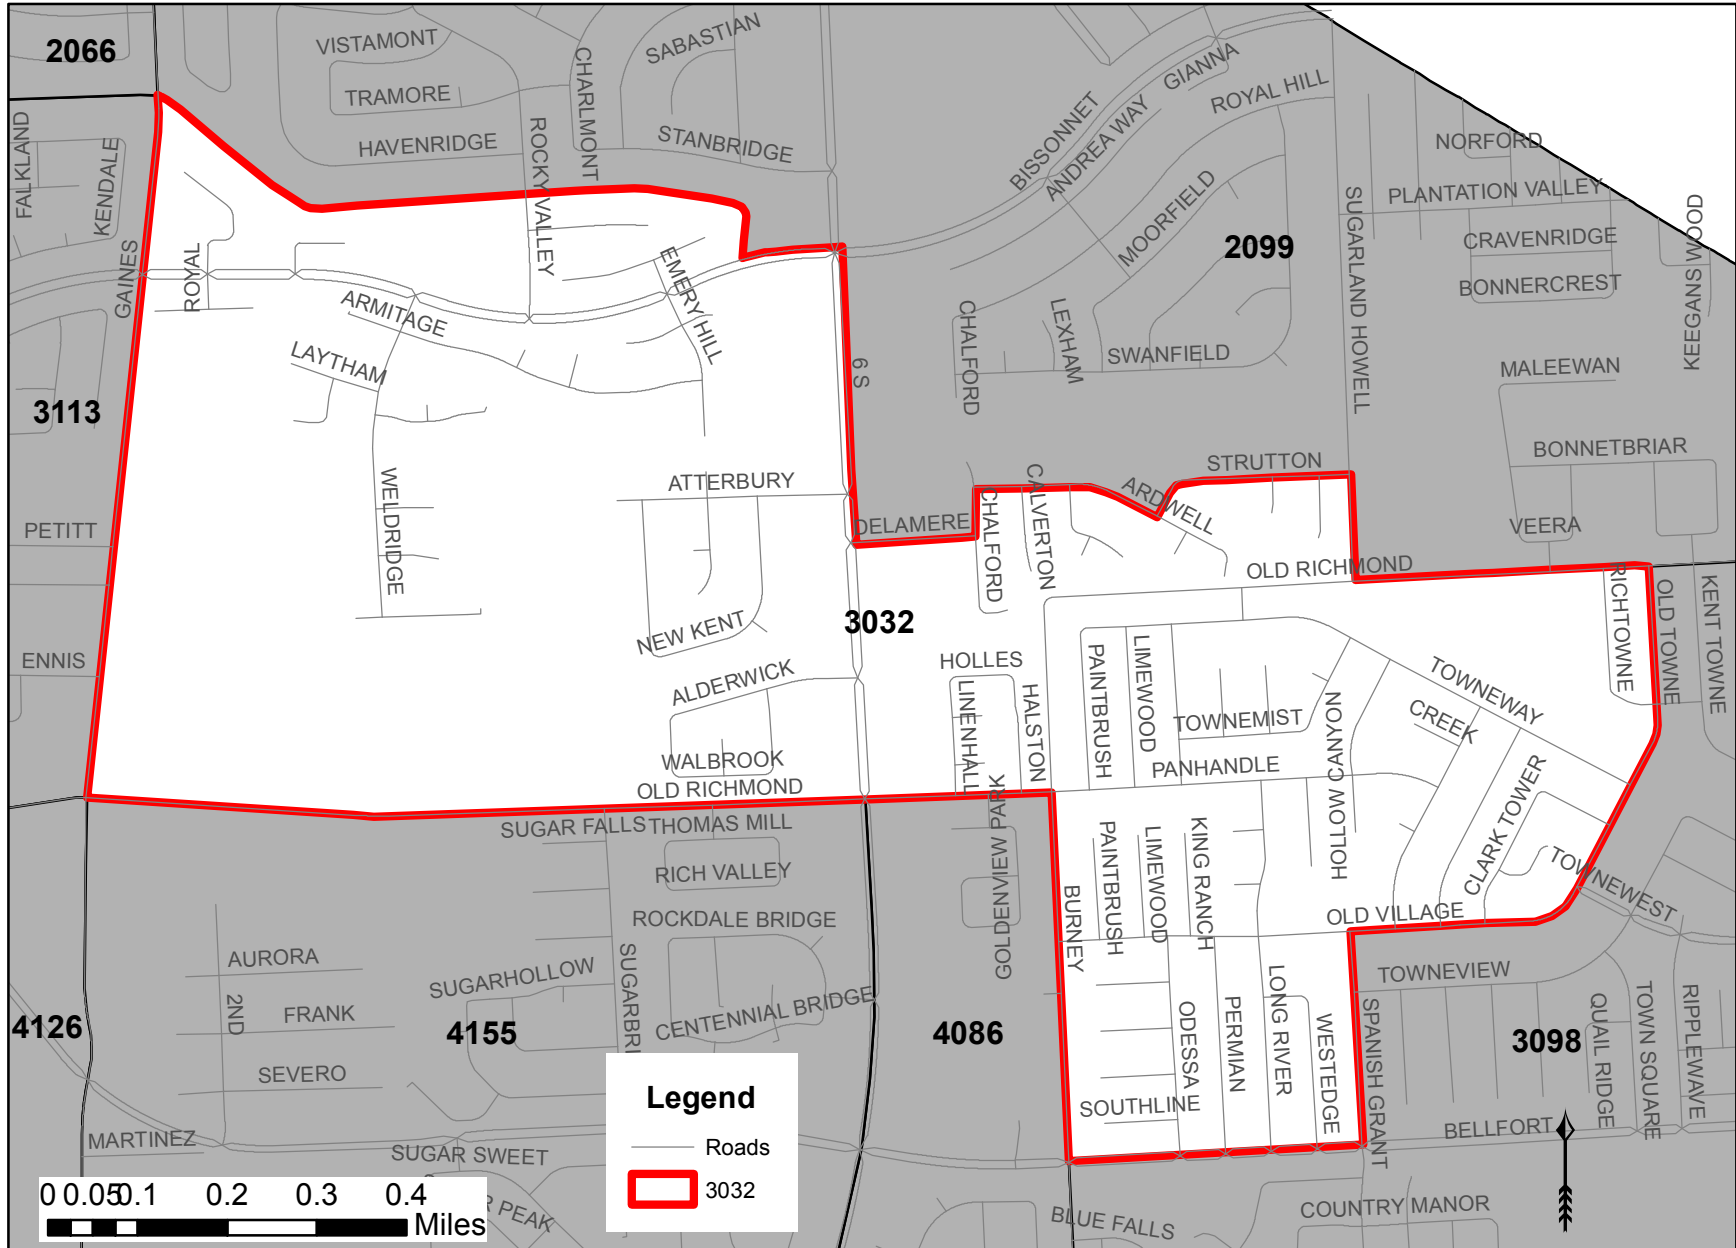 2066
VISTAMONT
SABASTIAN
CHARLMONT
TRAMORE
GIANNA
ROYAL HILL
BISSONNET
ANDREA WAY
NORFORD
FALKLAND
KENDALE
HAVENRIDGE
ROCKY VALLEY
STANBRIDGE
MOORFIELD
PLANTATION VALLEY
KEEGANS WOOD
SUGARLAND HOWELL
2099
CRAVENRIDGE
BONNERCREST
GAINES
ROYAL
EMERY HILL
ARMITAGE
LAYTHAM
6 S
CHALFORD
LEXHAM
SWANFIELD
MALEEWAN
3113
BONNETBRIAR
STRUTTON
WELDRIDGE
ATTERBURY
CALVERTON
ARDWELL
CHALFORD
DELAMERE
PETITT
VEERA
OLD RICHMOND
RICHTOWNE
OLD TOWNE
KENT TOWNE
3032
NEW KENT
ENNIS
HOLLES
LINENHALL
HALSTON
PAINTBRUSH
LIMEWOOD
TOWNEWAY
ALDERWICK
TOWNEMIST
HOLLOW CANYON
CREEK
WALBROOK
PANHANDLE
OLD RICHMOND
CLARK TOWER
SUGAR FALLS
THOMAS MILL
GOLDENVIEW PARK
PAINTBRUSH
LIMEWOOD
KING RANCH
RICH VALLEY
TOWNEWEST
BURNEY
ROCKDALE BRIDGE
OLD VILLAGE
AURORA
SUGARHOLLOW
SUGARBRI
TOWNEVIEW
2ND
FRANK
CENTENNIAL BRIDGE
4126
4155
4086
ODESSA
PERMIAN
LONG RIVER
WESTEDGE
SPANISH GRANT
3098
QUAIL RIDGE
TOWN SQUARE
RIPPLEWAVE
SEVERO
SOUTHLINE
BELLFORT
MARTINEZ
SUGAR SWEET
R PEAK
BLUE FALLS
COUNTRY MANOR
Legend
Roads
3032
0 0.05 0.1 0.2 0.3 0.4
Miles